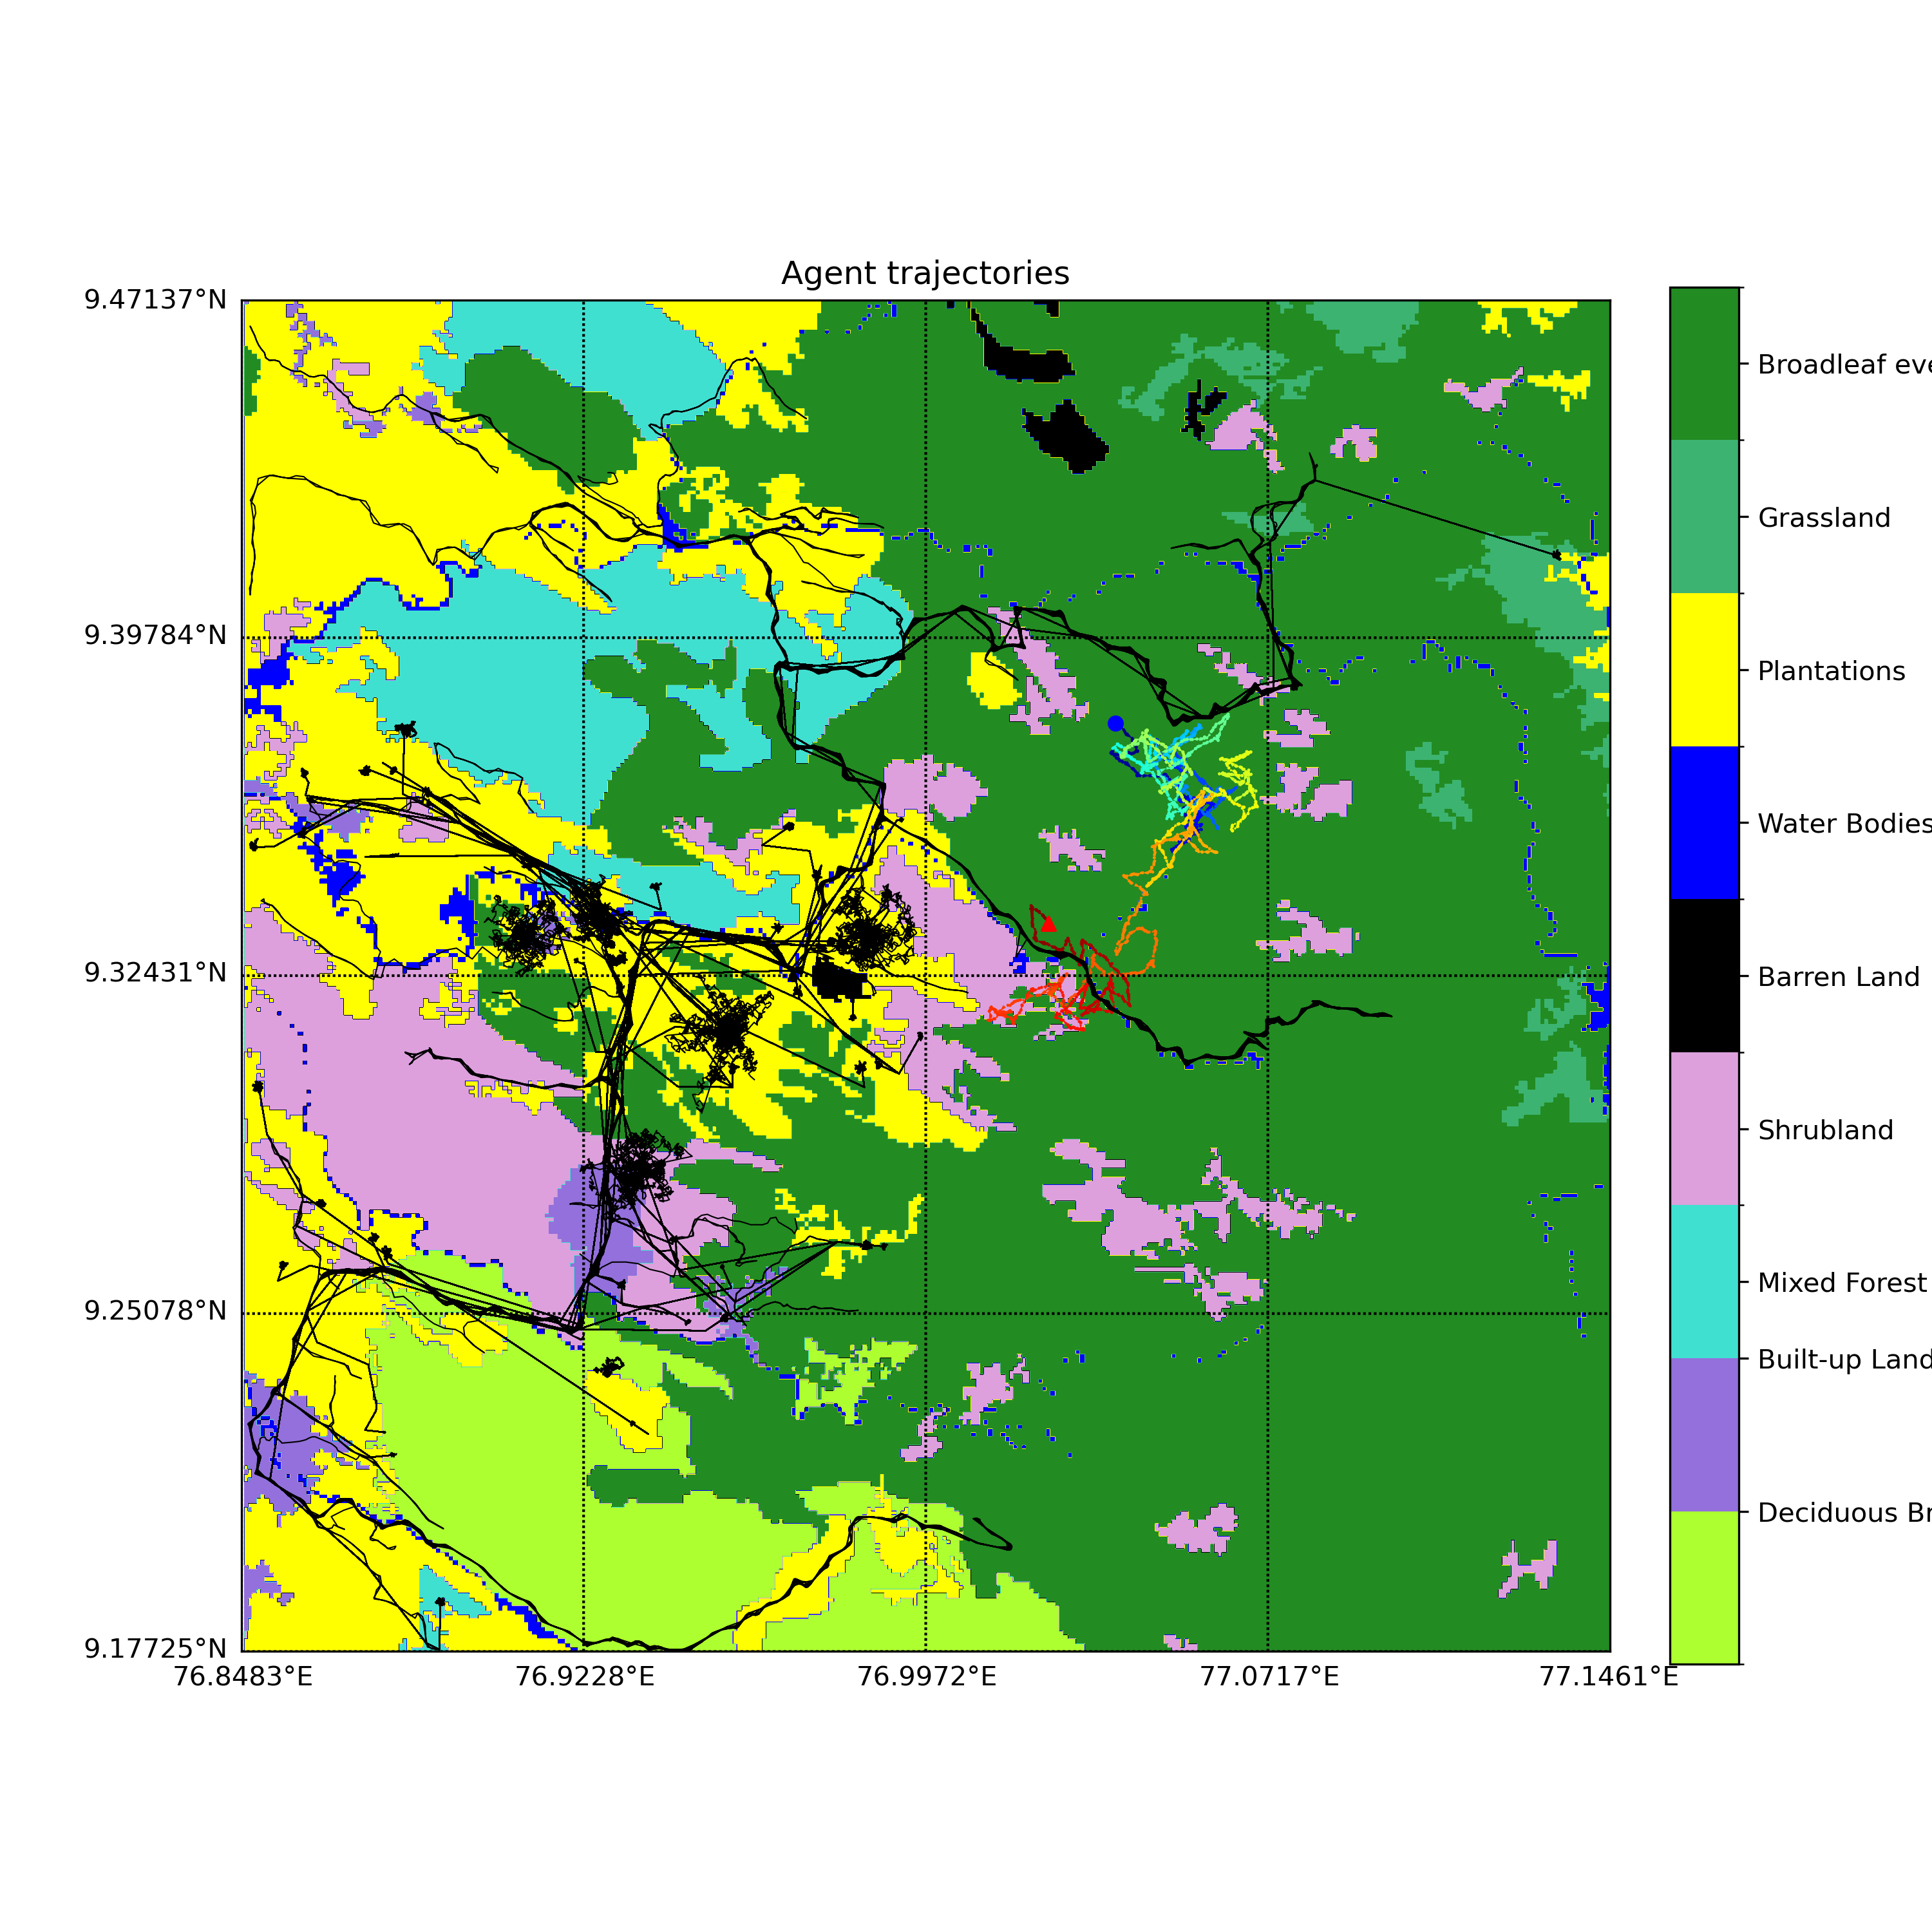 Agent trajectories
9.47137°N
9.39784°N
9.32431°N
9.25078°N
9.17725°N
76.8483°E
76.9228°E
76.9972°E
77.0717°E
77.1461°E
Broadleaf eve
Grassland
Plantations
Water Bodies
Barren Land
Shrubland
Mixed Forest
Built-up Land
Deciduous Br